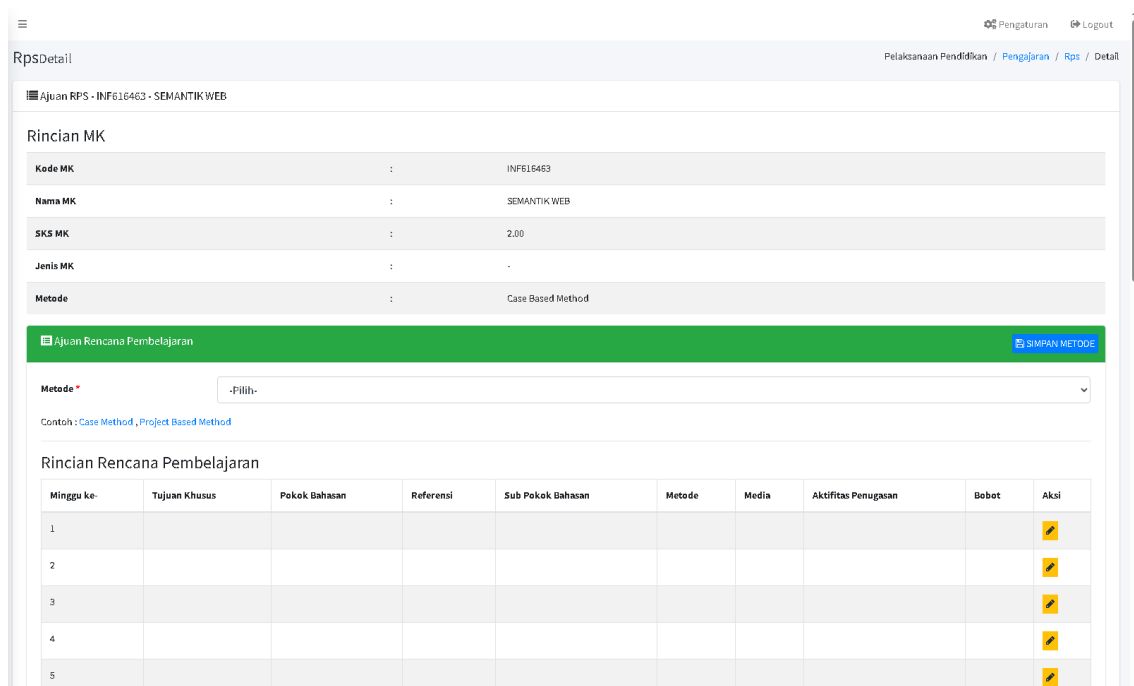 Pengaturan Logout
RpsDetail Pelaksanaan Pendidikan / Pengajaran / Rps / Detail
Ajuan RPS - INF616463 - SEMANTIK WEB
Rincian MK
Kode MK : INF616463
Nama MK : SEMANTIK WEB
SKS MK : 2.00
Jenis MK : -
Metode : Case Based Method
Ajuan Rencana Pembelajaran SIMPAN METODE
Metode * -Pilih-
Contoh : Case Method , Project Based Method
Rincian Rencana Pembelajaran
Minggu ke- Tujuan Khusus Pokok Bahasan Referensi Sub Pokok Bahasan Metode Media Aktifitas Penugasan Bobot Aksi
1
2
3
4
5